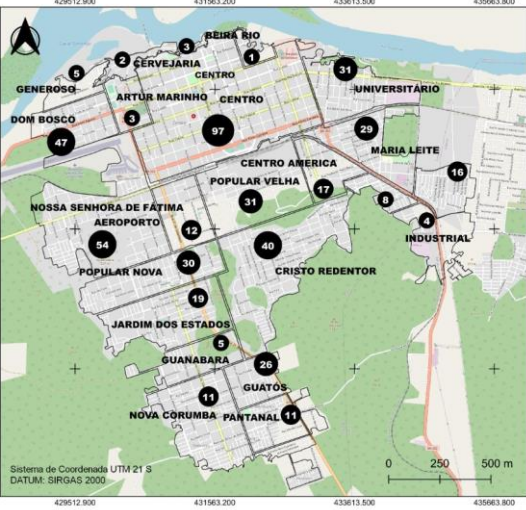 429512.900 431563.200 433613.500 435663.800
BEIRA RIO
3
2
1
CERVEJARIA
5
CENTRO
31
GENEROSO
UNIVERSITÁRIO
ARTUR MARINHO
CENTRO
DOM BOSCO
3
97
29
47
MARIA LEITE
CENTRO AMERICA
16
POPULAR VELHA
17
8
31
NOSSA SENHORA DE FÁTIMA
AEROPORTO
4
12
54
40
INDUSTRIAL
30
POPULAR NOVA
CRISTO REDENTOR
19
JARDIM DOS ESTADOS
5
GUANABARA
26
GUATOS
11
NOVA CORUMBA
PANTANAL
11
Sistema de Coordenada UTM 21 S
DATUM: SIRGAS 2000
0 250 500 m
429512.900 431563.200 433613.500 435663.800